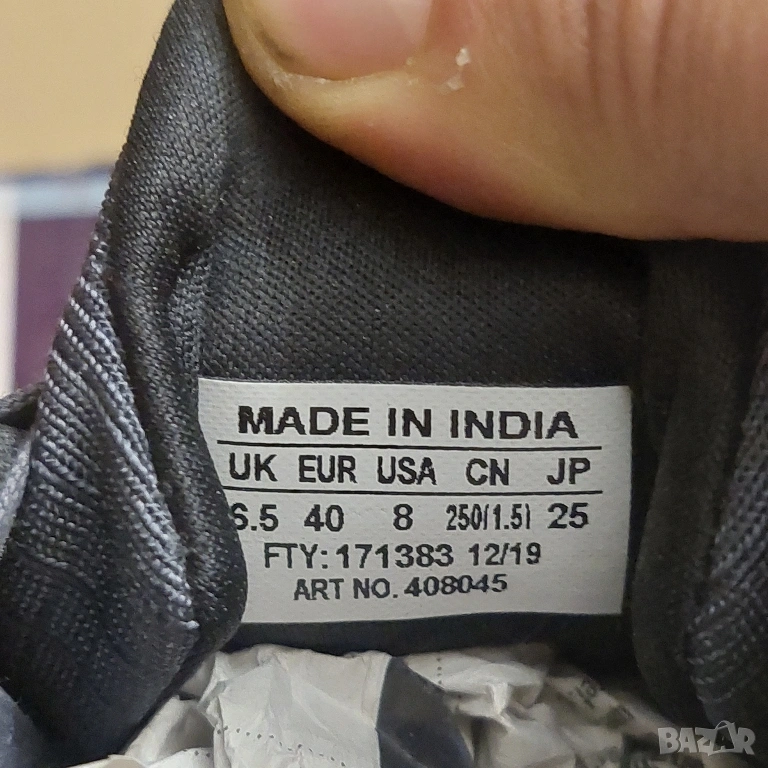 MADE IN INDIA
UK EUR USA CN JP
6.5 40 8 250(1.5) 25
FTY: 171383 12/19
ART NO. 408045
BAZAR